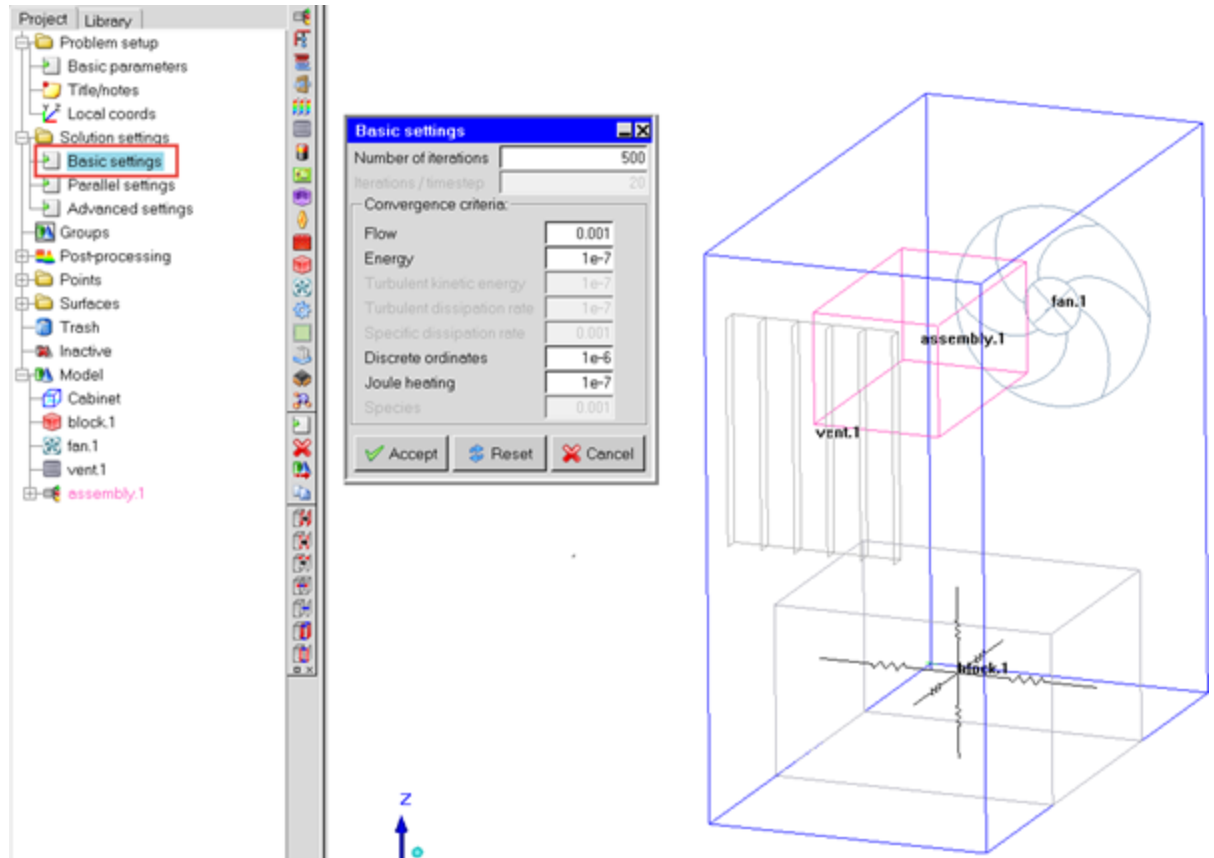 Project Library
Problem setup
Basic parameters
Title/notes
Local coords
Solution settings
Basic settings
Parallel settings
Advanced settings
Groups
Post-processing
Points
Surfaces
Trash
Inactive
Model
Cabinet
block.1
fan.1
vent.1
assembly.1
Basic settings
Number of iterations 500
Iterations / timestep 20
Convergence criteria:
Flow 0.001
Energy 1e-7
Turbulent kinetic energy 1e-7
Turbulent dissipation rate 1e-7
Specific dissipation rate 0.001
Discrete ordinates 1e-6
Joule heating 1e-7
Species 0.001
Accept Reset Cancel
fan.1
assembly.1
vent.1
block.1
Z